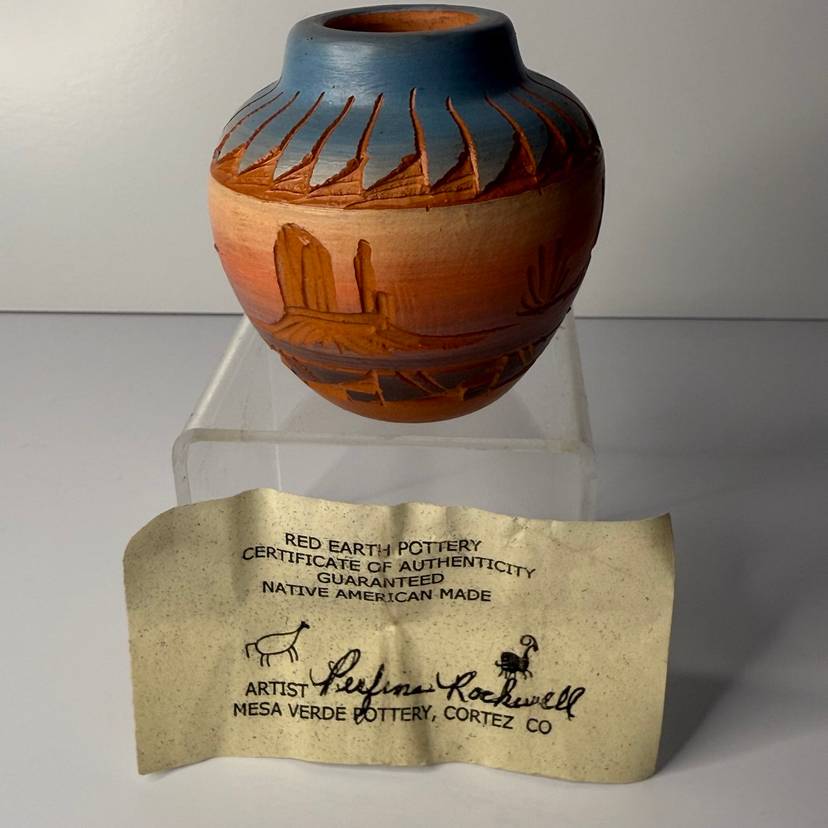 RED EARTH POTTERY
CERTIFICATE OF AUTHENTICITY
GUARANTEED
NATIVE AMERICAN MADE
ARTIST Perfina Rockwell
MESA VERDE POTTERY, CORTEZ CO